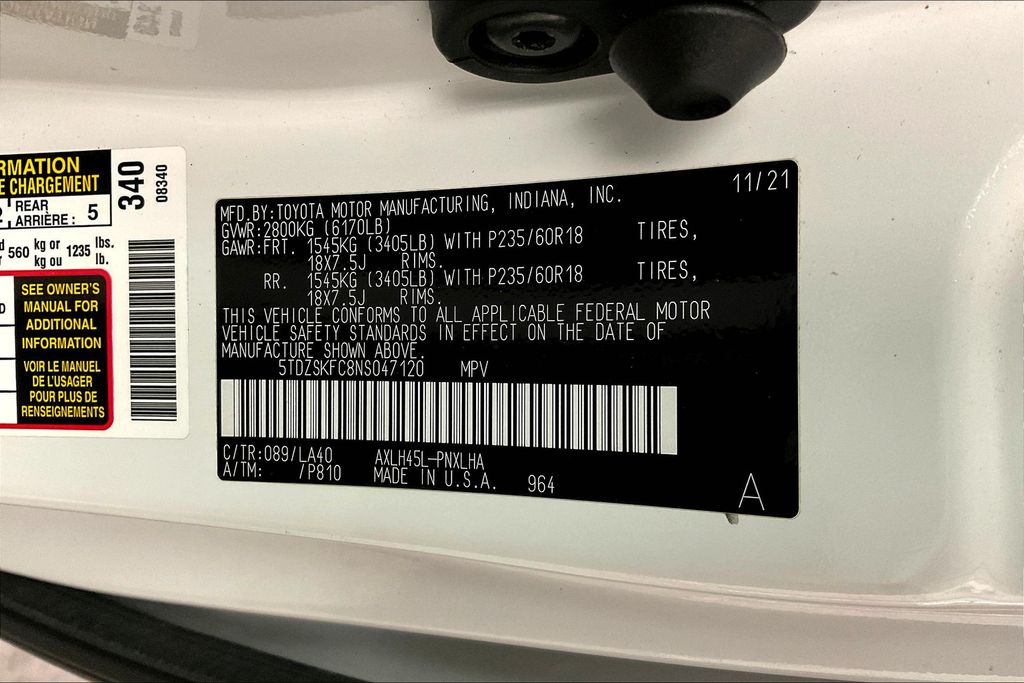 RMATION
E CHARGEMENT
REAR
ARRIÈRE : 5
560 kg or 1235 lbs.
kg ou lb.
SEE OWNER'S
MANUAL FOR
ADDITIONAL
INFORMATION
VOIR LE MANUEL
DE L'USAGER
POUR PLUS DE
RENSEIGNEMENTS
340
08340
11/21
MFD.BY:TOYOTA MOTOR MANUFACTURING, INDIANA, INC.
GVWR:2800KG (6170LB)
GAWR:FRT. 1545KG (3405LB) WITH P235/60R18 TIRES,
18X7.5J RIMS.
RR. 1545KG (3405LB) WITH P235/60R18 TIRES,
18X7.5J RIMS.
THIS VEHICLE CONFORMS TO ALL APPLICABLE FEDERAL MOTOR
VEHICLE SAFETY STANDARDS IN EFFECT ON THE DATE OF
MANUFACTURE SHOWN ABOVE.
5TDZSKFC8NS047120 MPV
C/TR:089/LA40 AXLH45L-PNXLHA
A/TM: /P810 MADE IN U.S.A. 964
A